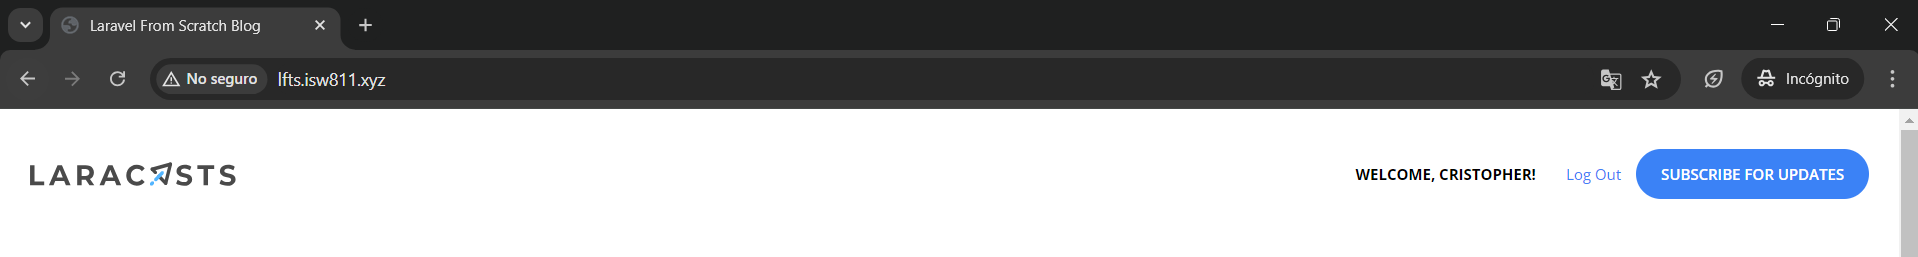 Laravel From Scratch Blog
No seguro lfts.isw811.xyz Incógnito
LARACASTS WELCOME, CRISTOPHER! Log Out SUBSCRIBE FOR UPDATES